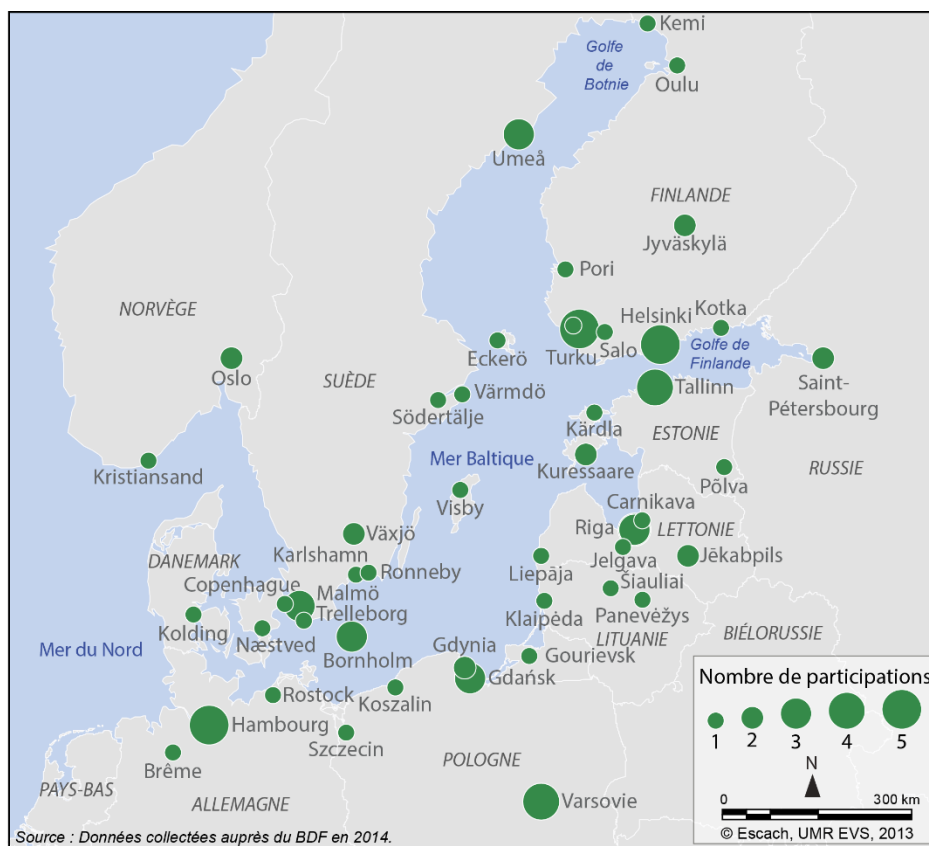 Kemi
Golfe
de
Botnie
Oulu
Umeå
FINLANDE
Jyväskylä
Pori
NORVÈGE
Helsinki
Kotka
Turku
Salo
Golfe de
Finlande
Eckerö
Oslo
SUÈDE
Värmdö
Tallinn
Saint-
Pétersbourg
Södertälje
Kärdla
ESTONIE
Mer Baltique
Kuressaare
RUSSIE
Kristiansand
Põlva
Visby
Carnikava
Riga
LETTONIE
Växjö
DANEMARK
Karlshamn
Ronneby
Liepāja
Jelgava
Jēkabpils
Copenhague
Malmö
Šiauliai
Trelleborg
Klaipėda
Panevėžys
Kolding
Næstved
LITUANIE
BIÉLORUSSIE
Mer du Nord
Bornholm
Gdynia
Gourievsk
Gdańsk
Rostock
Koszalin
Hambourg
Szczecin
Brême
POLOGNE
PAYS-BAS
ALLEMAGNE
Varsovie
Nombre de participations
1 2 3 4 5
N
0 300 km
© Escach, UMR EVS, 2013
Source : Données collectées auprès du BDF en 2014.